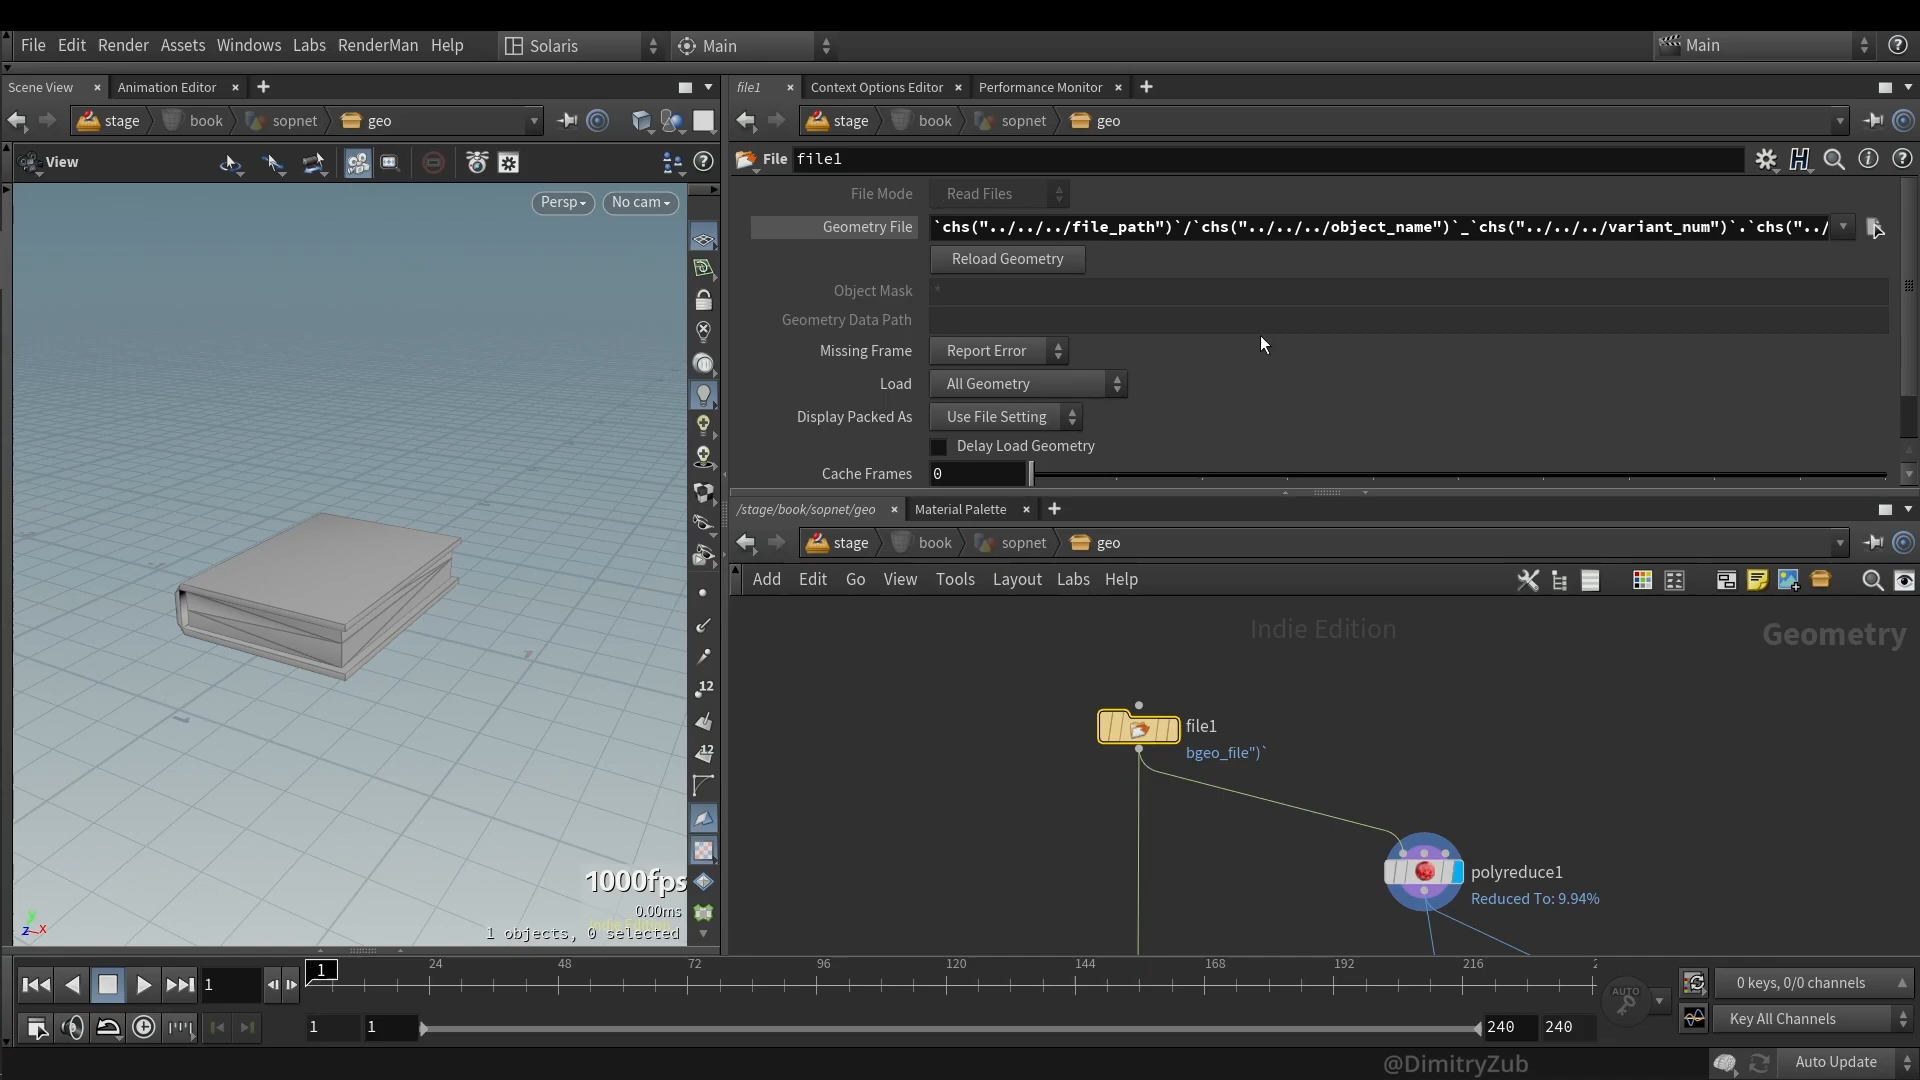 File Edit Render Assets Windows Labs RenderMan Help Solaris Main Main
Scene View Animation Editor
stage book sopnet geo
View
Persp No cam
1000fps
0.00ms
Indie Edition
1 objects, 0 selected
file1 Context Options Editor Performance Monitor
stage book sopnet geo
File file1
File Mode Read Files
Geometry File `chs("../../../file_path")`/`chs("../../../object_name")`_`chs("../../../variant_num")`.`chs("../
Reload Geometry
Object Mask *
Geometry Data Path
Missing Frame Report Error
Load All Geometry
Display Packed As Use File Setting
Delay Load Geometry
Cache Frames 0
/stage/book/sopnet/geo Material Palette
stage book sopnet geo
Add Edit Go View Tools Layout Labs Help
Indie Edition Geometry
file1
bgeo_file")`
polyreduce1
Reduced To: 9.94%
12
12
y
z x
1 1 24 48 72 96 120 144 168 192 216 2
AUTO
0 keys, 0/0 channels
1 1 240 240
Key All Channels
@DimitryZub
Auto Update